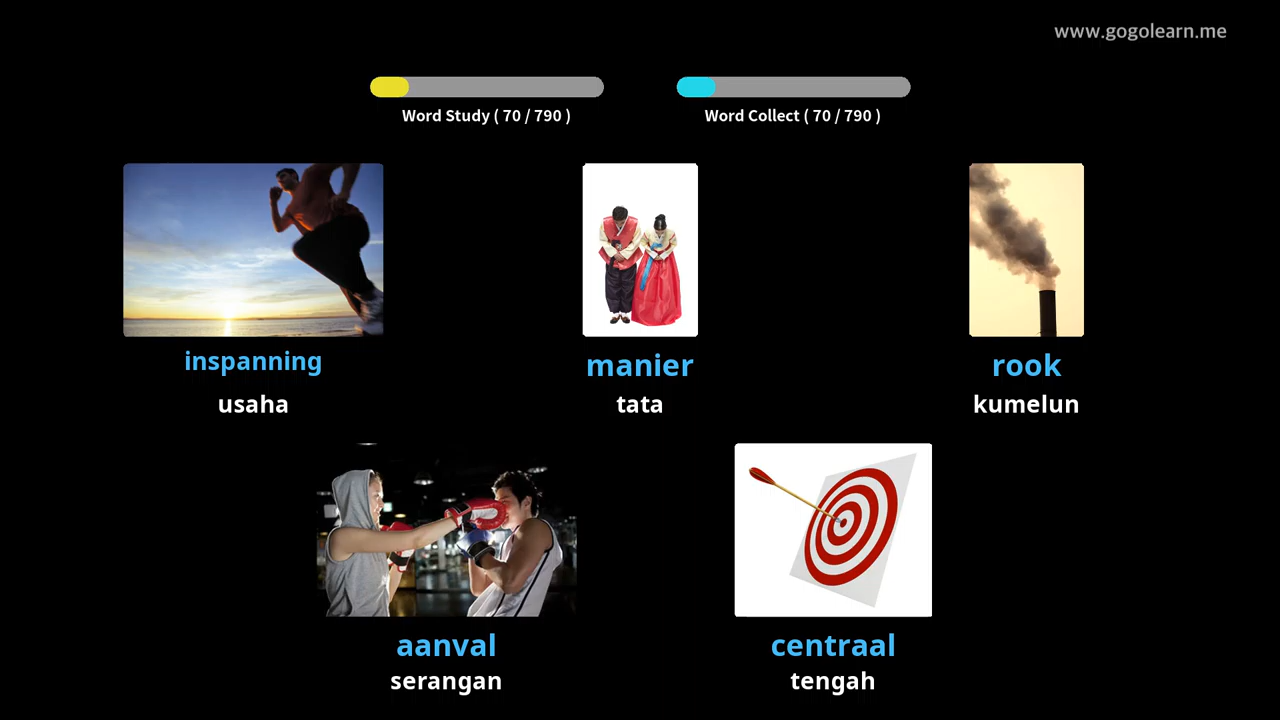 www.gogolearn.me
Word Study ( 70 / 790 )
Word Collect ( 70 / 790 )
inspanning
usaha
manier
tata
rook
kumelun
aanval
serangan
centraal
tengah